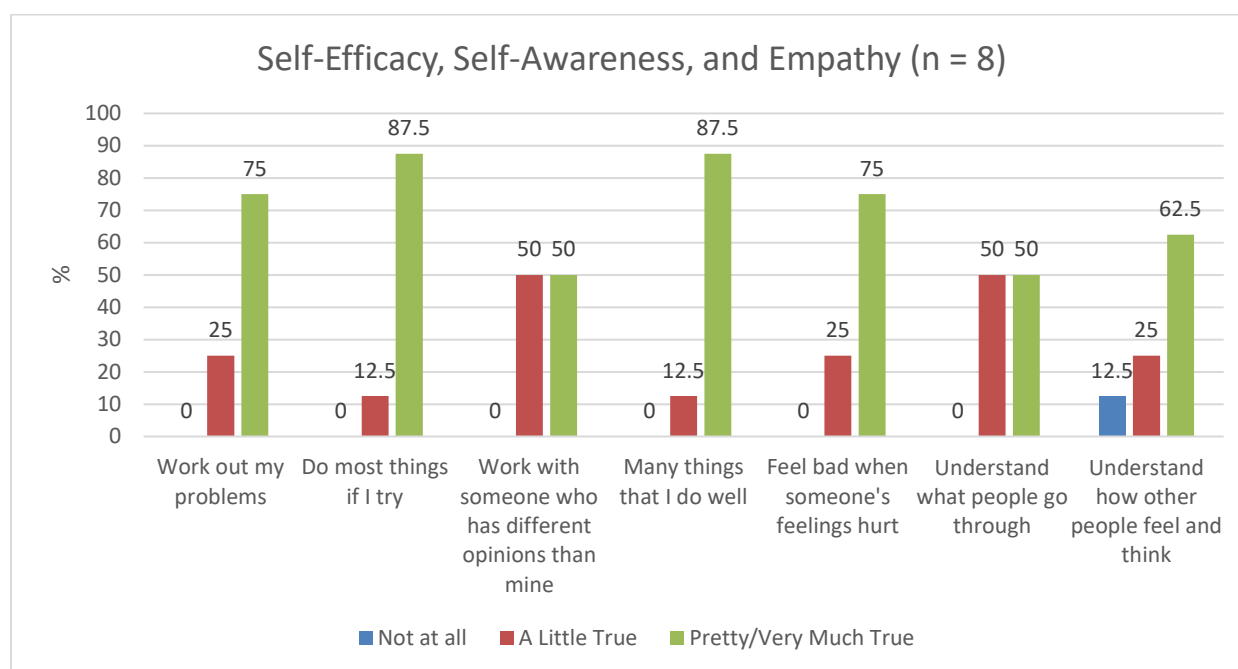 Self-Efficacy, Self-Awareness, and Empathy (n = 8)
100
90
80
70
60
50
40
30
20
10
0
%
0
25
75
0
12.5
87.5
0
50
50
0
12.5
87.5
0
25
75
0
50
50
12.5
25
62.5
Work out my
problems
Do most things
if I try
Work with
someone who
has different
opinions than
mine
Many things
that I do well
Feel bad when
someone's
feelings hurt
Understand
what people go
through
Understand
how other
people feel and
think
Not at all
A Little True
Pretty/Very Much True